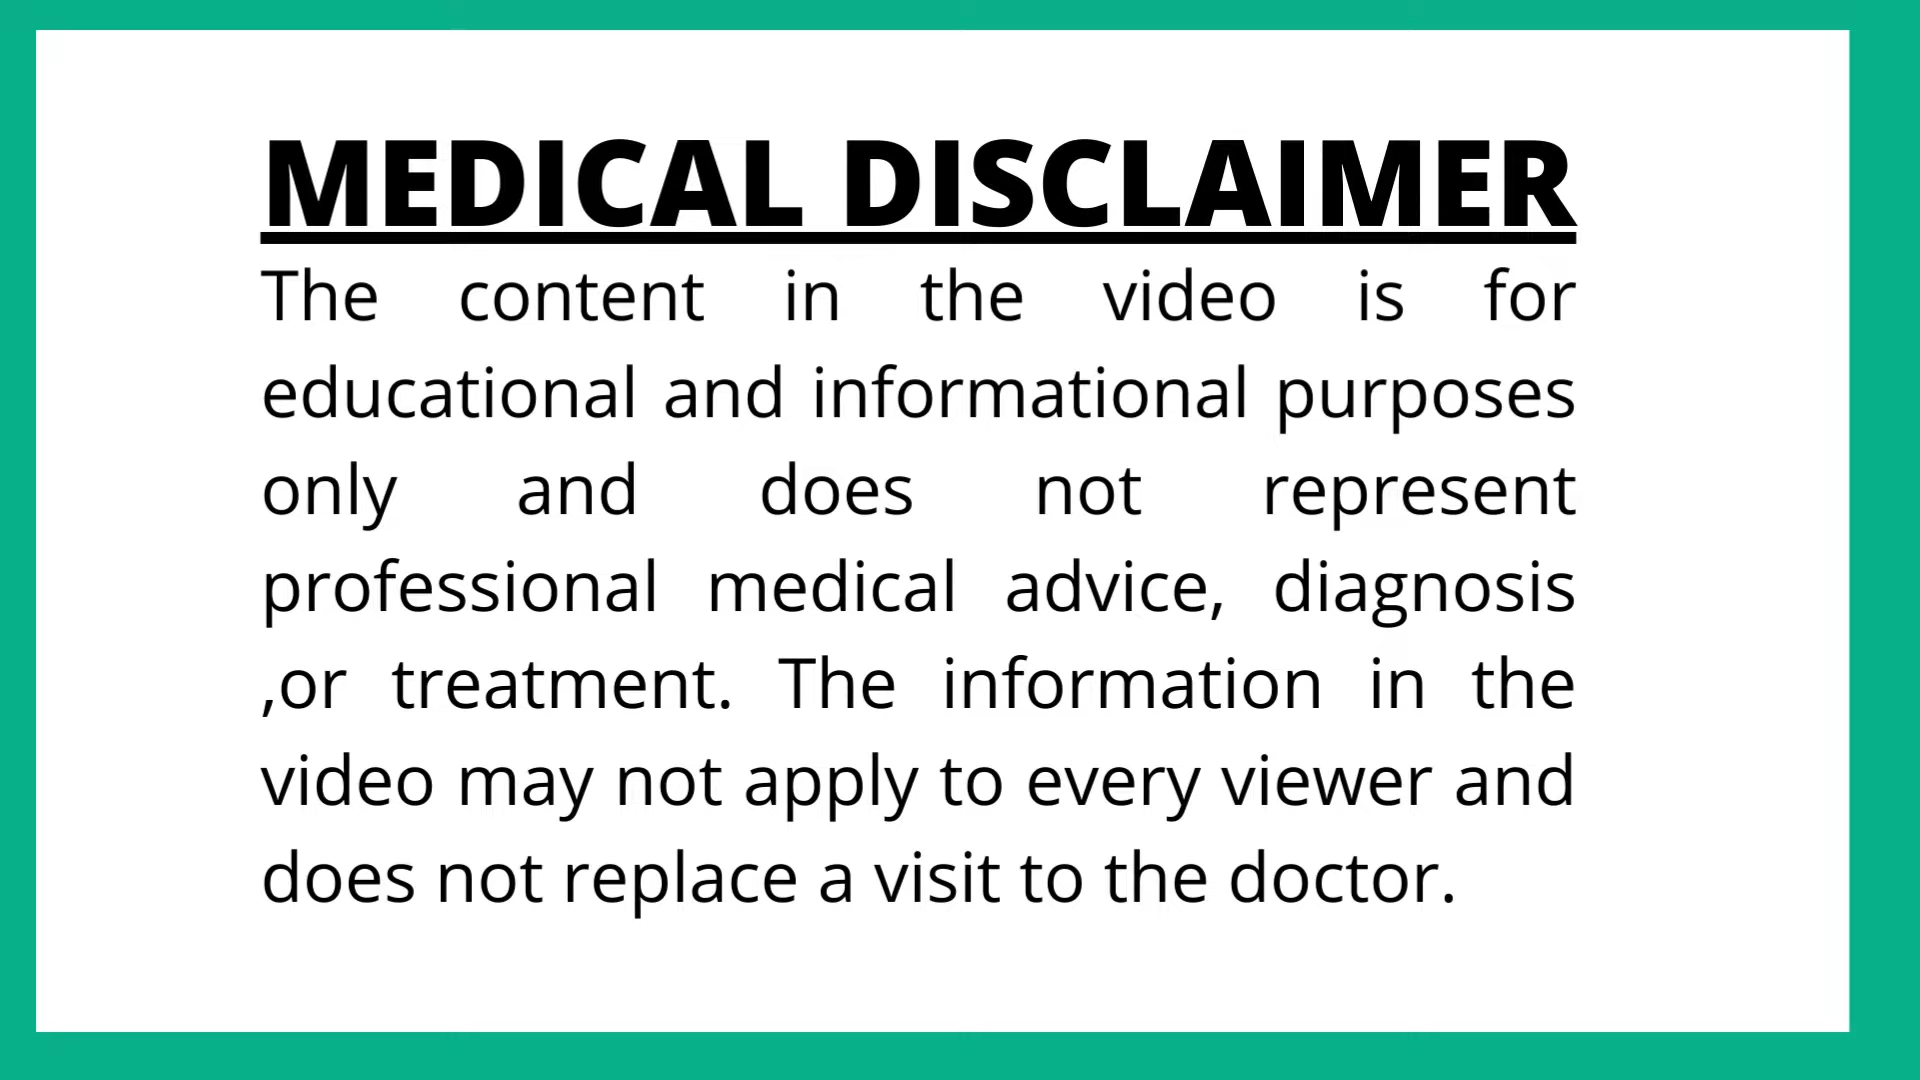 MEDICAL DISCLAIMER
The content in the video is for
educational and informational purposes
only and does not represent
professional medical advice, diagnosis
,or treatment. The information in the
video may not apply to every viewer and
does not replace a visit to the doctor.